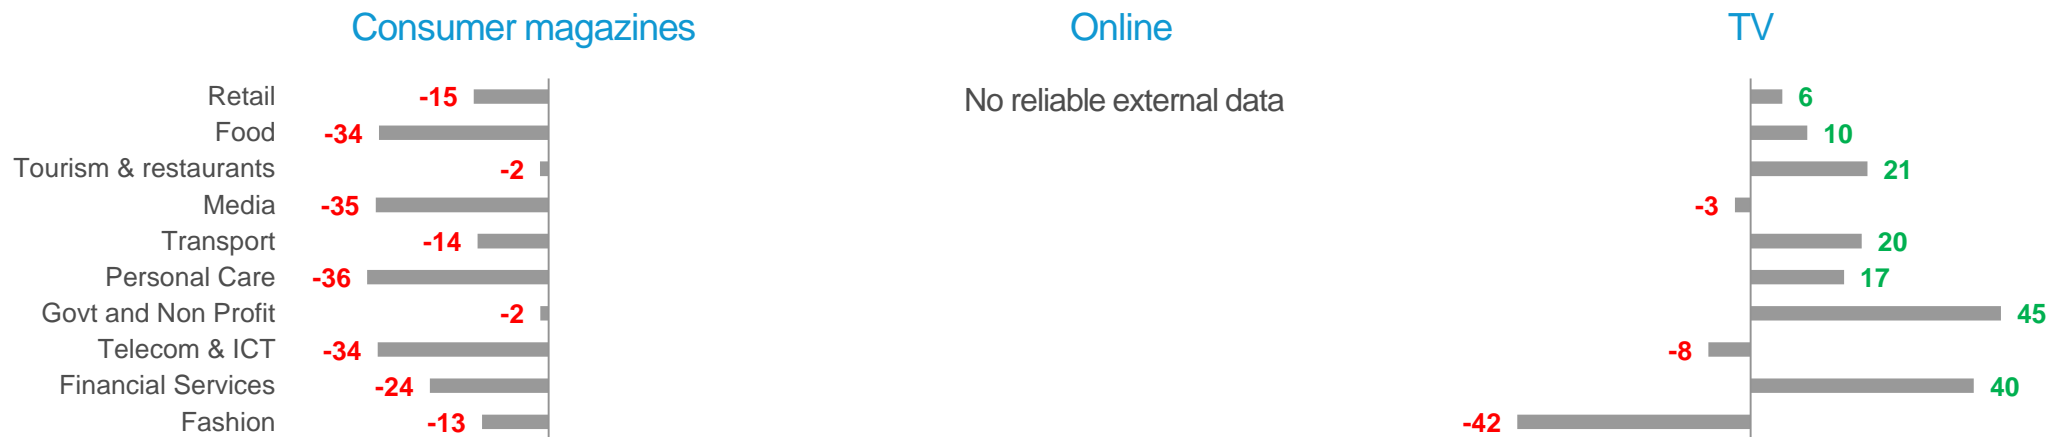 Consumer magazines Online TV
Retail -15 No reliable external data 6
Food -34 10
Tourism & restaurants -2 21
Media -35 -3
Transport -14 20
Personal Care -36 17
Govt and Non Profit -2 45
Telecom & ICT -34 -8
Financial Services -24 40
Fashion -13 -42